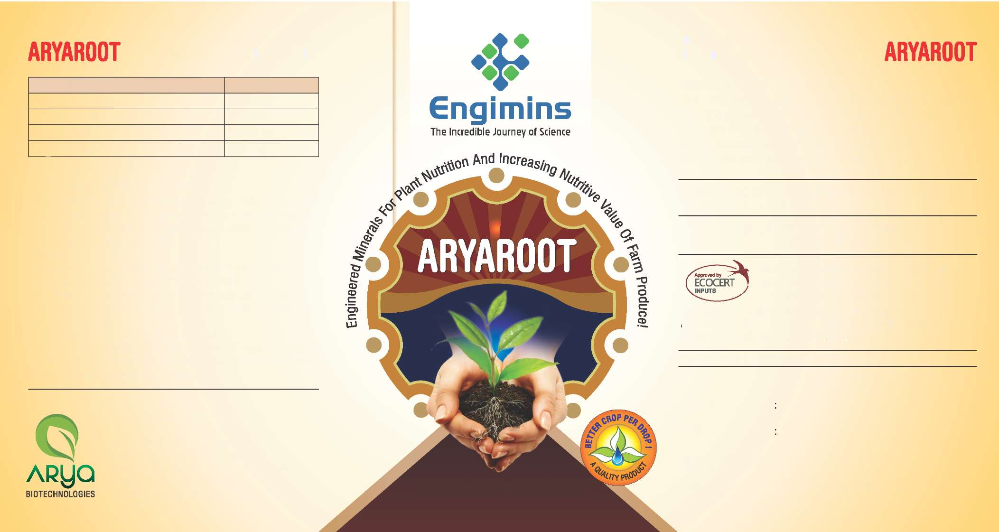 ARYAROOT
Engimins
The Incredible Journey of Science
ARYAROOT
Engineered Minerals For Plant Nutrition And Increasing Nutritive Value Of Farm Produce!
ARYAROOT
Approved by
ECOCERT
INPUTS
:
:
BETTER CROP PER DROP !
A QUALITY PRODUCT
ARYA
BIOTECHNOLOGIES